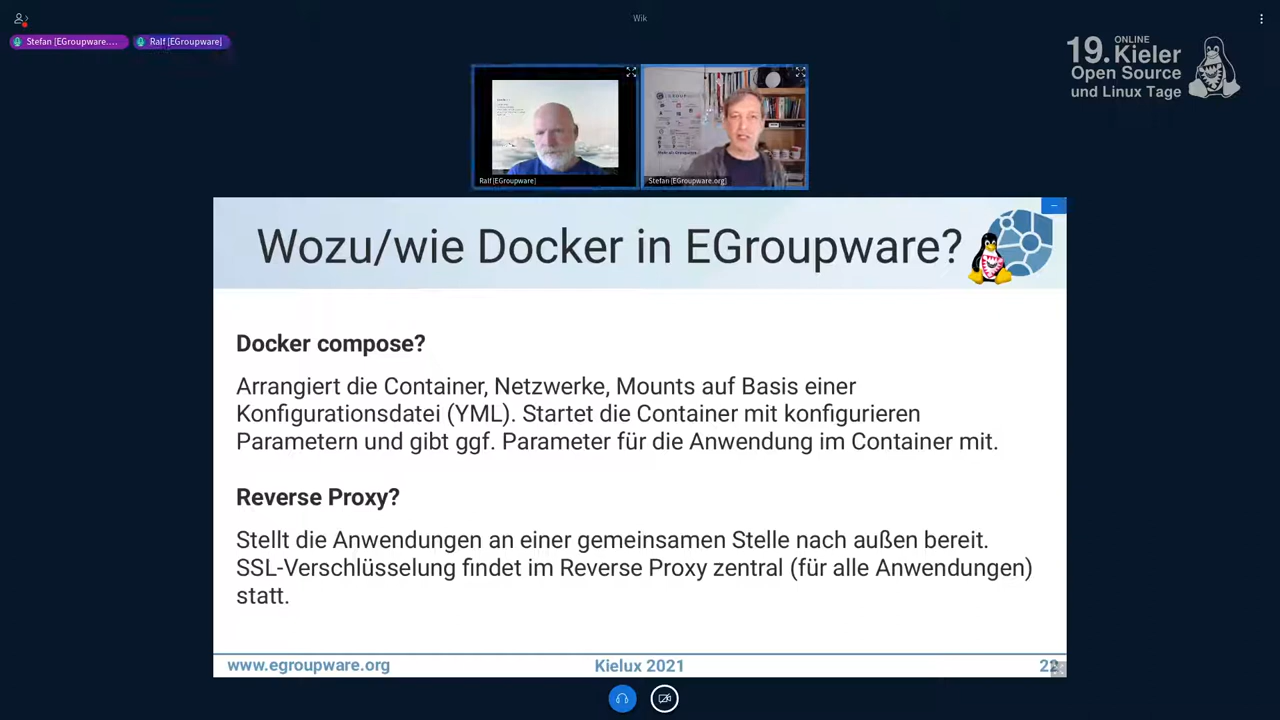 Wik
Stefan [EGroupware....
Ralf [EGroupware]
19. ONLINE Kieler
Open Source
und Linux Tage
Ralf [EGroupware]
Stefan [EGroupware.org]
Wozu/wie Docker in EGroupware?
Docker compose?
Arrangiert die Container, Netzwerke, Mounts auf Basis einer
Konfigurationsdatei (YML). Startet die Container mit konfigurieren
Parametern und gibt ggf. Parameter für die Anwendung im Container mit.
Reverse Proxy?
Stellt die Anwendungen an einer gemeinsamen Stelle nach außen bereit.
SSL-Verschlüsselung findet im Reverse Proxy zentral (für alle Anwendungen)
statt.
www.egroupware.org
Kielux 2021
22